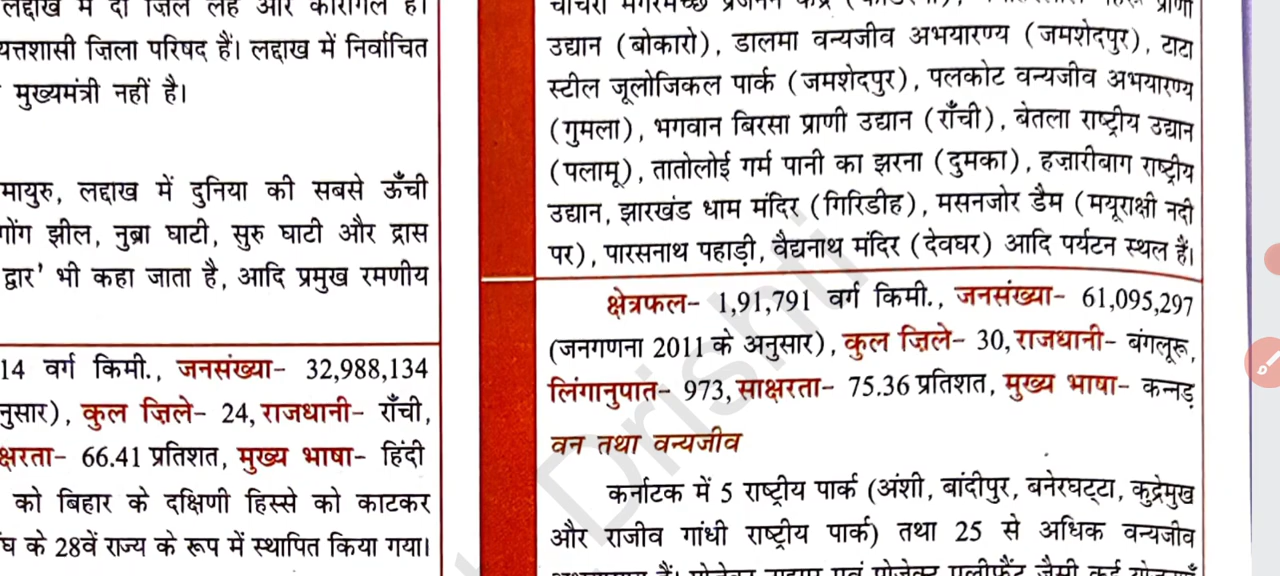 लद्दाख में दो ज़िले लेह और कारगिल हैं।
यत्तशासी ज़िला परिषद हैं। लद्दाख में निर्वाचित
मुख्यमंत्री नहीं है।
मायुरु, लद्दाख में दुनिया की सबसे ऊँची
गोंग झील, नुब्रा घाटी, सुरु घाटी और द्रास
द्वार' भी कहा जाता है, आदि प्रमुख रमणीय
14 वर्ग किमी., जनसंख्या- 32,988,134
नुसार), कुल ज़िले- 24, राजधानी- राँची,
क्षरता- 66.41 प्रतिशत, मुख्य भाषा- हिंदी
को बिहार के दक्षिणी हिस्से को काटकर
घ के 28वें राज्य के रूप में स्थापित किया गया।
मगरमच्छ प्रजनन केंद्र
उद्यान (बोकारो), डालमा वन्यजीव अभयारण्य (जमशेदपुर), टाटा
स्टील जूलोजिकल पार्क (जमशेदपुर), पलकोट वन्यजीव अभयारण्य
(गुमला), भगवान बिरसा प्राणी उद्यान (राँची), बेतला राष्ट्रीय उद्यान
(पलामू), तातोलोई गर्म पानी का झरना (दुमका), हज़ारीबाग राष्ट्रीय
उद्यान, झारखंड धाम मंदिर (गिरिडीह), मसनजोर डैम (मयूराक्षी नदी
पर), पारसनाथ पहाड़ी, वैद्यनाथ मंदिर (देवघर) आदि पर्यटन स्थल हैं।
क्षेत्रफल- 1,91,791 वर्ग किमी., जनसंख्या- 61,095,297
(जनगणना 2011 के अनुसार), कुल ज़िले- 30, राजधानी- बंगलूरू,
लिंगानुपात- 973, साक्षरता- 75.36 प्रतिशत, मुख्य भाषा- कन्नड़
वन तथा वन्यजीव
कर्नाटक में 5 राष्ट्रीय पार्क (अंशी, बांदीपुर, बनेरघट्टा, कुद्रेमुख
और राजीव गांधी राष्ट्रीय पार्क) तथा 25 से अधिक वन्यजीव
Drishti